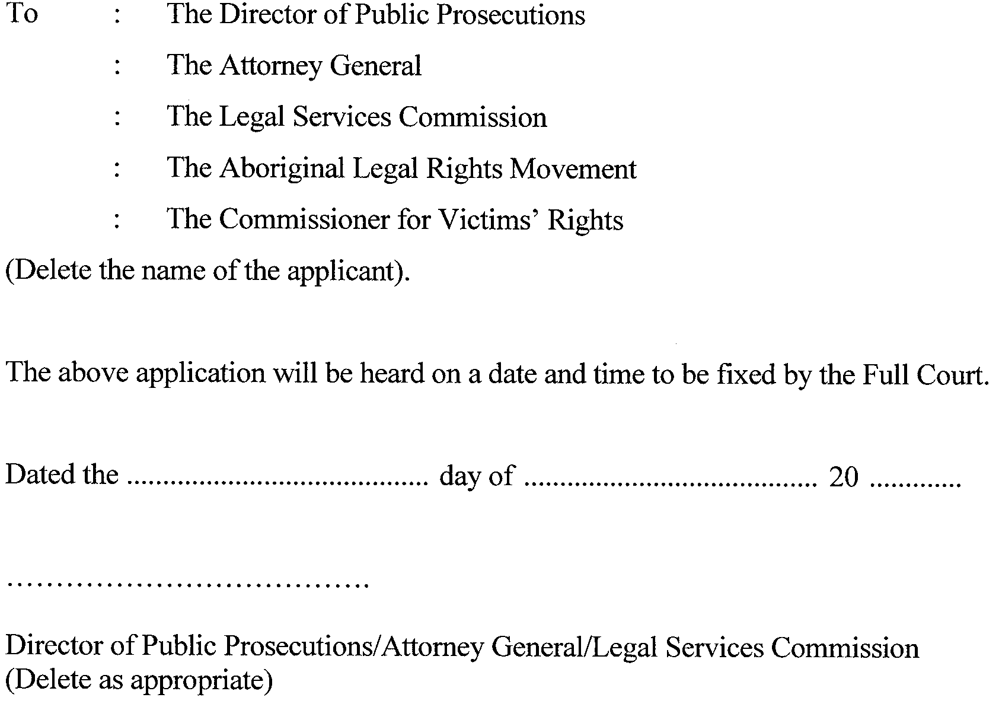 To : The Director of Public Prosecutions
: The Attorney General
: The Legal Services Commission
: The Aboriginal Legal Rights Movement
: The Commissioner for Victims’ Rights
(Delete the name of the applicant).
The above application will be heard on a date and time to be fixed by the Full Court.
Dated the .......................................... day of ......................................... 20 .............
....................................
Director of Public Prosecutions/Attorney General/Legal Services Commission
(Delete as appropriate)